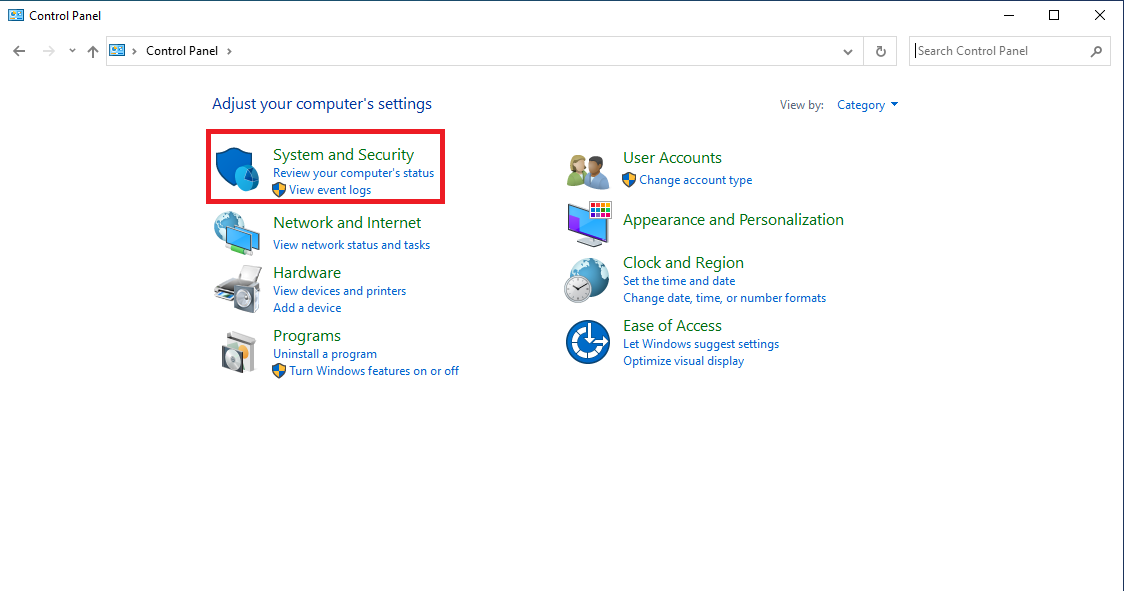 Control Panel
Control Panel
Search Control Panel
Adjust your computer's settings
View by: Category
System and Security
Review your computer's status
View event logs
Network and Internet
View network status and tasks
Hardware
View devices and printers
Add a device
Programs
Uninstall a program
Turn Windows features on or off
User Accounts
Change account type
Appearance and Personalization
Clock and Region
Set the time and date
Change date, time, or number formats
Ease of Access
Let Windows suggest settings
Optimize visual display